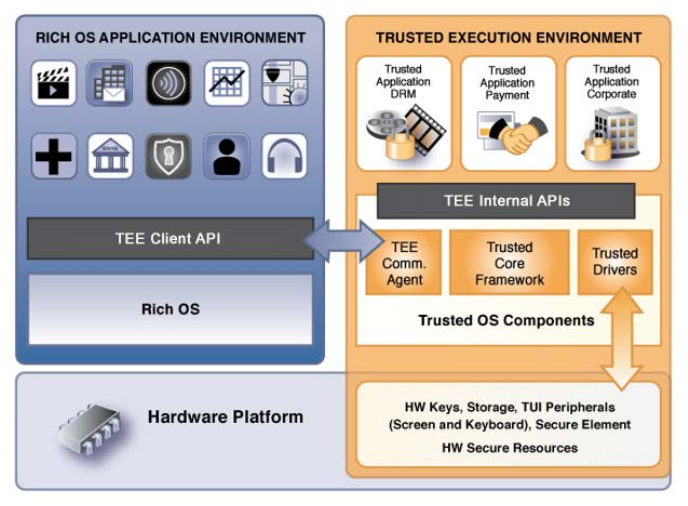 RICH OS APPLICATION ENVIRONMENT
BANK
TEE Client API
Rich OS
TRUSTED EXECUTION ENVIRONMENT
Trusted
Application
DRM
Trusted
Application
Payment
Trusted
Application
Corporate
TEE Internal APIs
TEE
Comm.
Agent
Trusted
Core
Framework
Trusted
Drivers
Trusted OS Components
Hardware Platform
HW Keys, Storage, TUI Peripherals
(Screen and Keyboard), Secure Element
HW Secure Resources